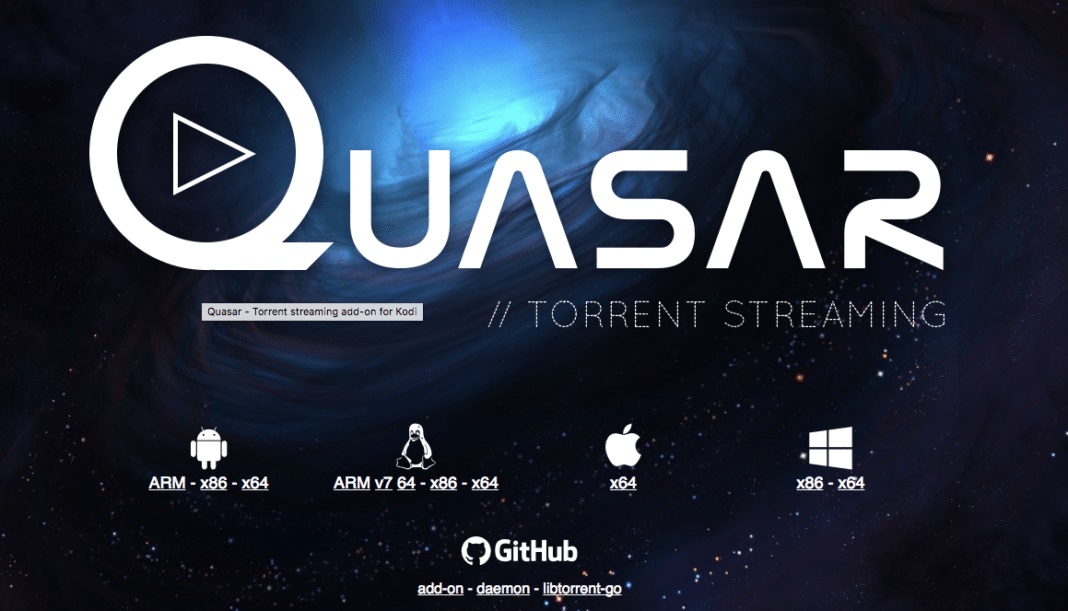 QUASAR
Quasar - Torrent streaming add-on for Kodi
// TORRENT STREAMING
ARM - x86 - x64
ARM v7 64 - x86 - x64
x64
x86 - x64
GitHub
add-on - daemon - libtorrent-go